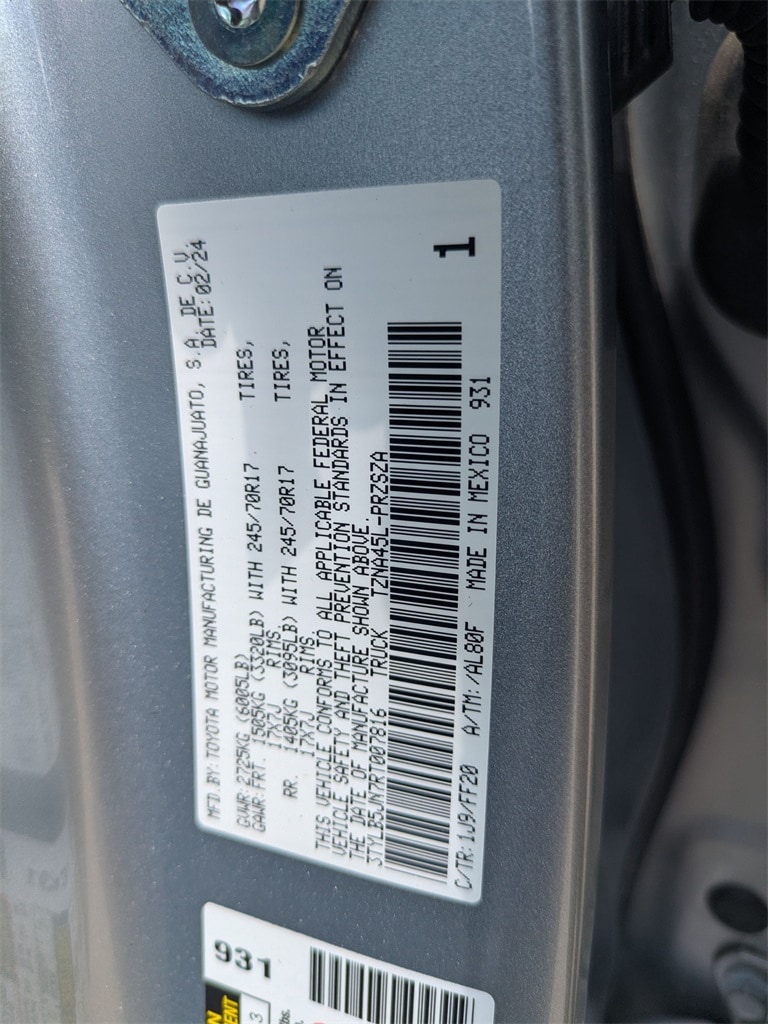 MFD. BY: TOYOTA MOTOR MANUFACTURING DE GUANAJUATO, S.A. DE C.V.
DATE: 02/24
GVWR: 2725KG (6005LB)
GAWR: FRT. 1505KG (3320LB) WITH 245/70R17 TIRES,
17X7J RIMS
RR. 1405KG (3095LB) WITH 245/70R17 TIRES,
17X7J RIMS
THIS VEHICLE CONFORMS TO ALL APPLICABLE FEDERAL MOTOR
VEHICLE SAFETY AND THEFT PREVENTION STANDARDS IN EFFECT ON
THE DATE OF MANUFACTURE SHOWN ABOVE.
3TYLB5JN7RT007816 TRUCK TZNA45L-PRZSZA
1
C/TR: 1J9/FF20 A/TM: /AL80F MADE IN MEXICO 931
931
3